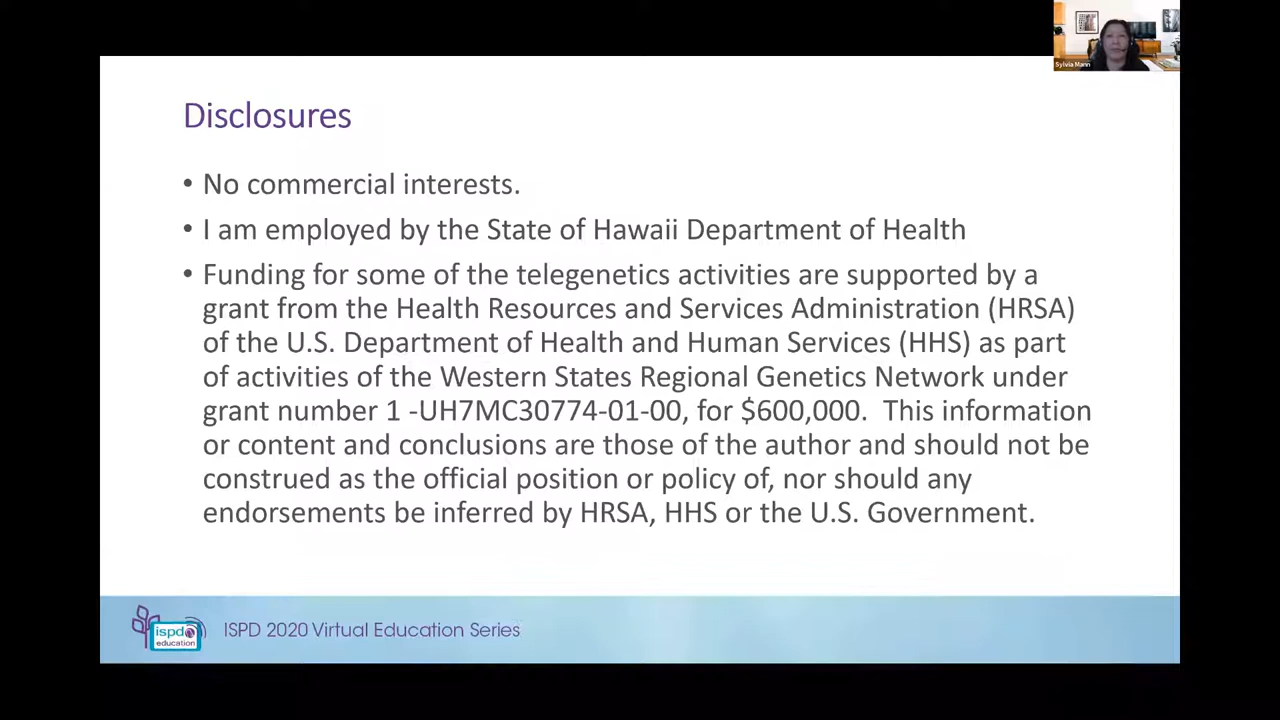 Sylvia Mann
Disclosures
• No commercial interests.
• I am employed by the State of Hawaii Department of Health
• Funding for some of the telegenetics activities are supported by a
grant from the Health Resources and Services Administration (HRSA)
of the U.S. Department of Health and Human Services (HHS) as part
of activities of the Western States Regional Genetics Network under
grant number 1 -UH7MC30774-01-00, for $600,000.  This information
or content and conclusions are those of the author and should not be
construed as the official position or policy of, nor should any
endorsements be inferred by HRSA, HHS or the U.S. Government.
ispd
education
ISPD 2020 Virtual Education Series